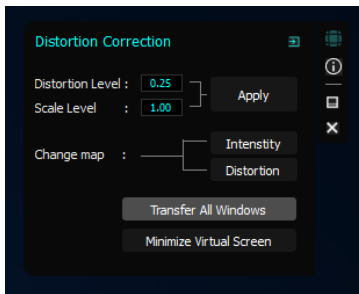 Distortion Correction
Distortion Level : 0.25
Scale Level : 1.00
Apply
Change map :
Intenstity
Distortion
Transfer All Windows
Minimize Virtual Screen